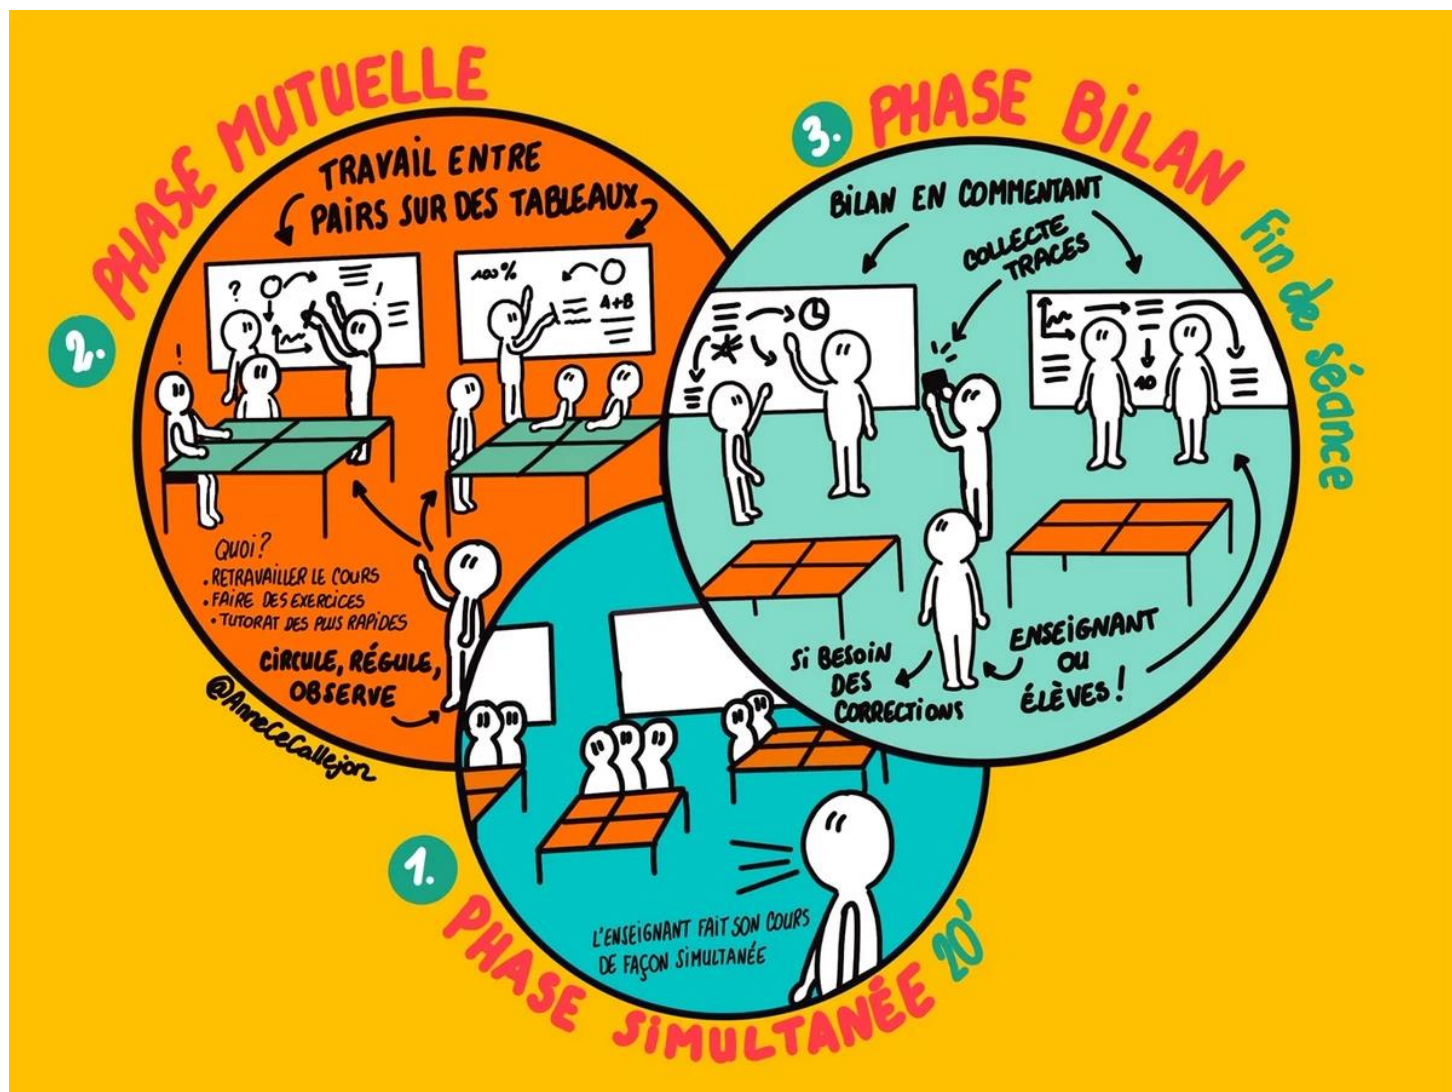 2. PHASE MUTUELLE
TRAVAIL ENTRE
PAIRS SUR DES TABLEAUX
?
!
100%
A+B
!
QUOI?
. RETRAVAILLER LE COURS
. FAIRE DES EXERCICES
. TUTORAT DES PLUS RAPIDES
CIRCULE, RÉGULE,
OBSERVE
@AnneCeCallejon
3. PHASE BILAN
Fin de séance
BILAN EN COMMENTANT
COLLECTE
TRACES
10
SI BESOIN
DES
CORRECTIONS
ENSEIGNANT
OU
ÉLÈVES!
1. PHASE SIMULTANÉE 20'
L'ENSEIGNANT FAIT SON COURS
DE FAÇON SIMULTANÉE